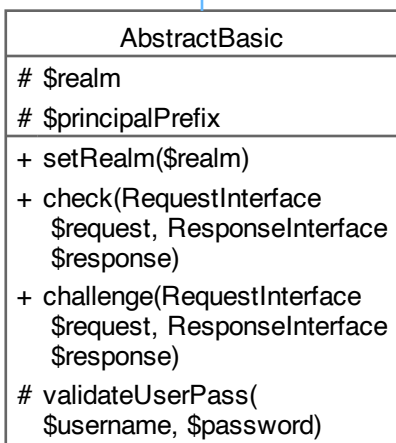 AbstractBasic
# $realm
# $principalPrefix
+ setRealm($realm)
+ check(RequestInterface
$request, ResponseInterface
$response)
+ challenge(RequestInterface
$request, ResponseInterface
$response)
# validateUserPass(
$username, $password)